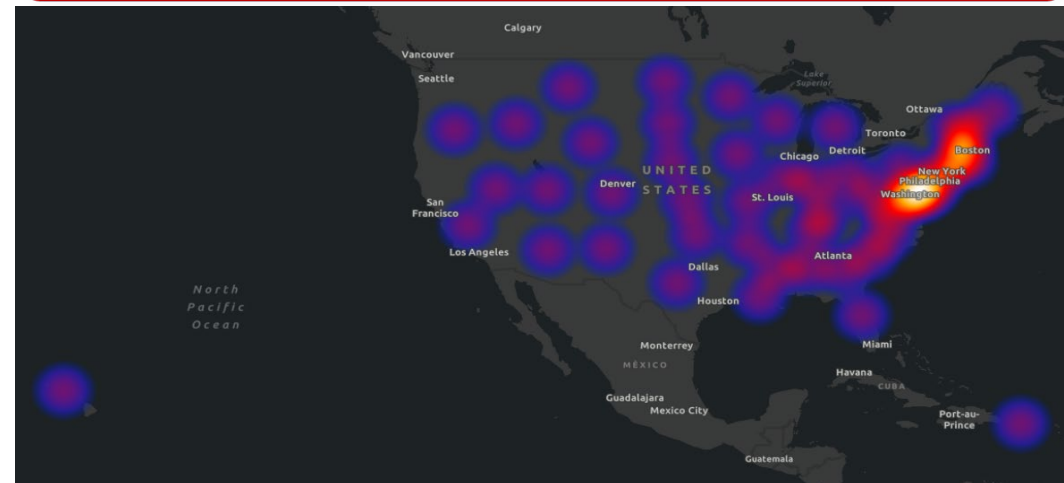 Calgary
Vancouver
Seattle
Lake
Superior
Ottawa
Toronto
Boston
Chicago
Detroit
New York
Philadelphia
UNITED
STATES
Denver
St. Louis
Washington
San
Francisco
Los Angeles
Atlanta
Dallas
Houston
North
Pacific
Ocean
Monterrey
Miami
MÉXICO
Havana
CUBA
Guadalajara
Mexico City
Port-au-
Prince
Guatemala